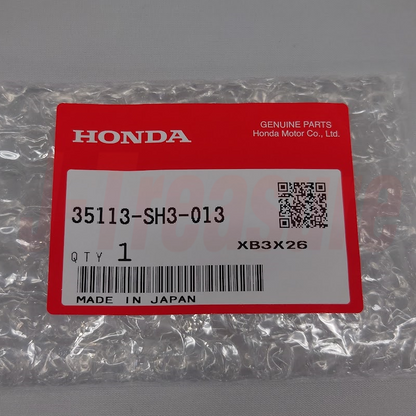 HONDA
GENUINE PARTS
Honda Motor Co., Ltd.
35113-SH3-013
XB3X26
QTY 1
MADE IN JAPAN